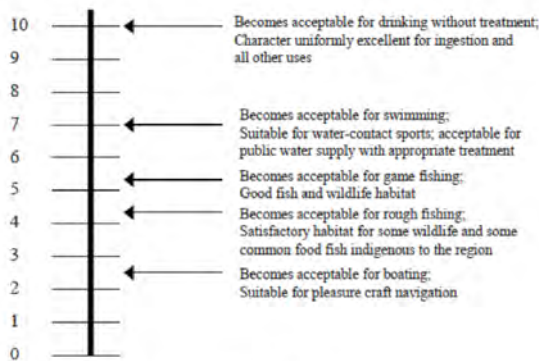 10
Becomes acceptable for drinking without treatment;
Character uniformly excellent for ingestion and
all other uses
9
8
7
Becomes acceptable for swimming;
Suitable for water-contact sports; acceptable for
public water supply with appropriate treatment
6
Becomes acceptable for game fishing;
Good fish and wildlife habitat
5
Becomes acceptable for rough fishing;
Satisfactory habitat for some wildlife and some
common food fish indigenous to the region
4
3
Becomes acceptable for boating;
Suitable for pleasure craft navigation
2
1
0